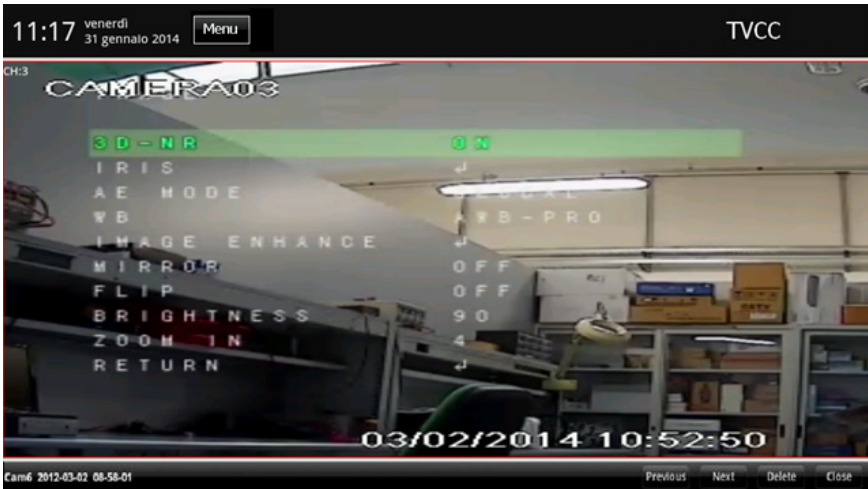 11:17 venerdì
31 gennaio 2014
Menu
TVCC
CH:3
CAMERA03
IMAGE
3D-NR ON
IRIS ↲
AE MODE
WB AWB-PRO
IMAGE ENHANCE ↲
MIRROR OFF
FLIP OFF
BRIGHTNESS 90
ZOOM IN 4
RETURN ↲
03/02/2014 10:52:50
Cam6 2012-03-02 08-58-01
Previous Next Delete Close